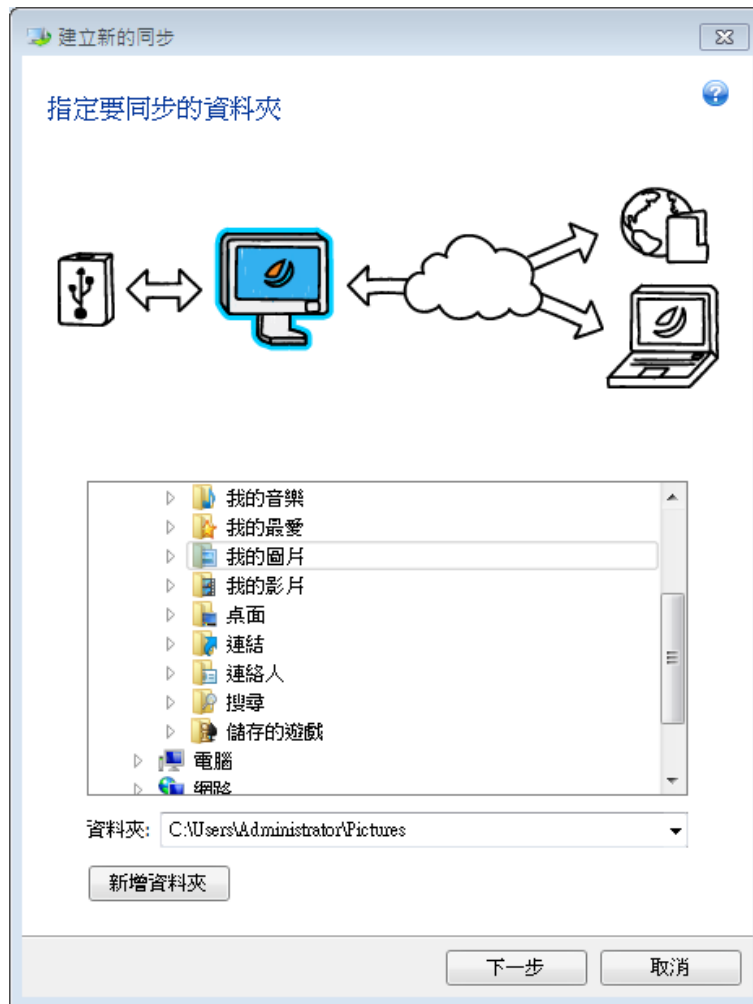 建立新的同步
指定要同步的資料夾
我的音樂
我的最愛
我的圖片
我的影片
桌面
連結
連絡人
搜尋
儲存的遊戲
電腦
網路
資料夾: C:\Users\Administrator\Pictures
新增資料夾
下一步 取消